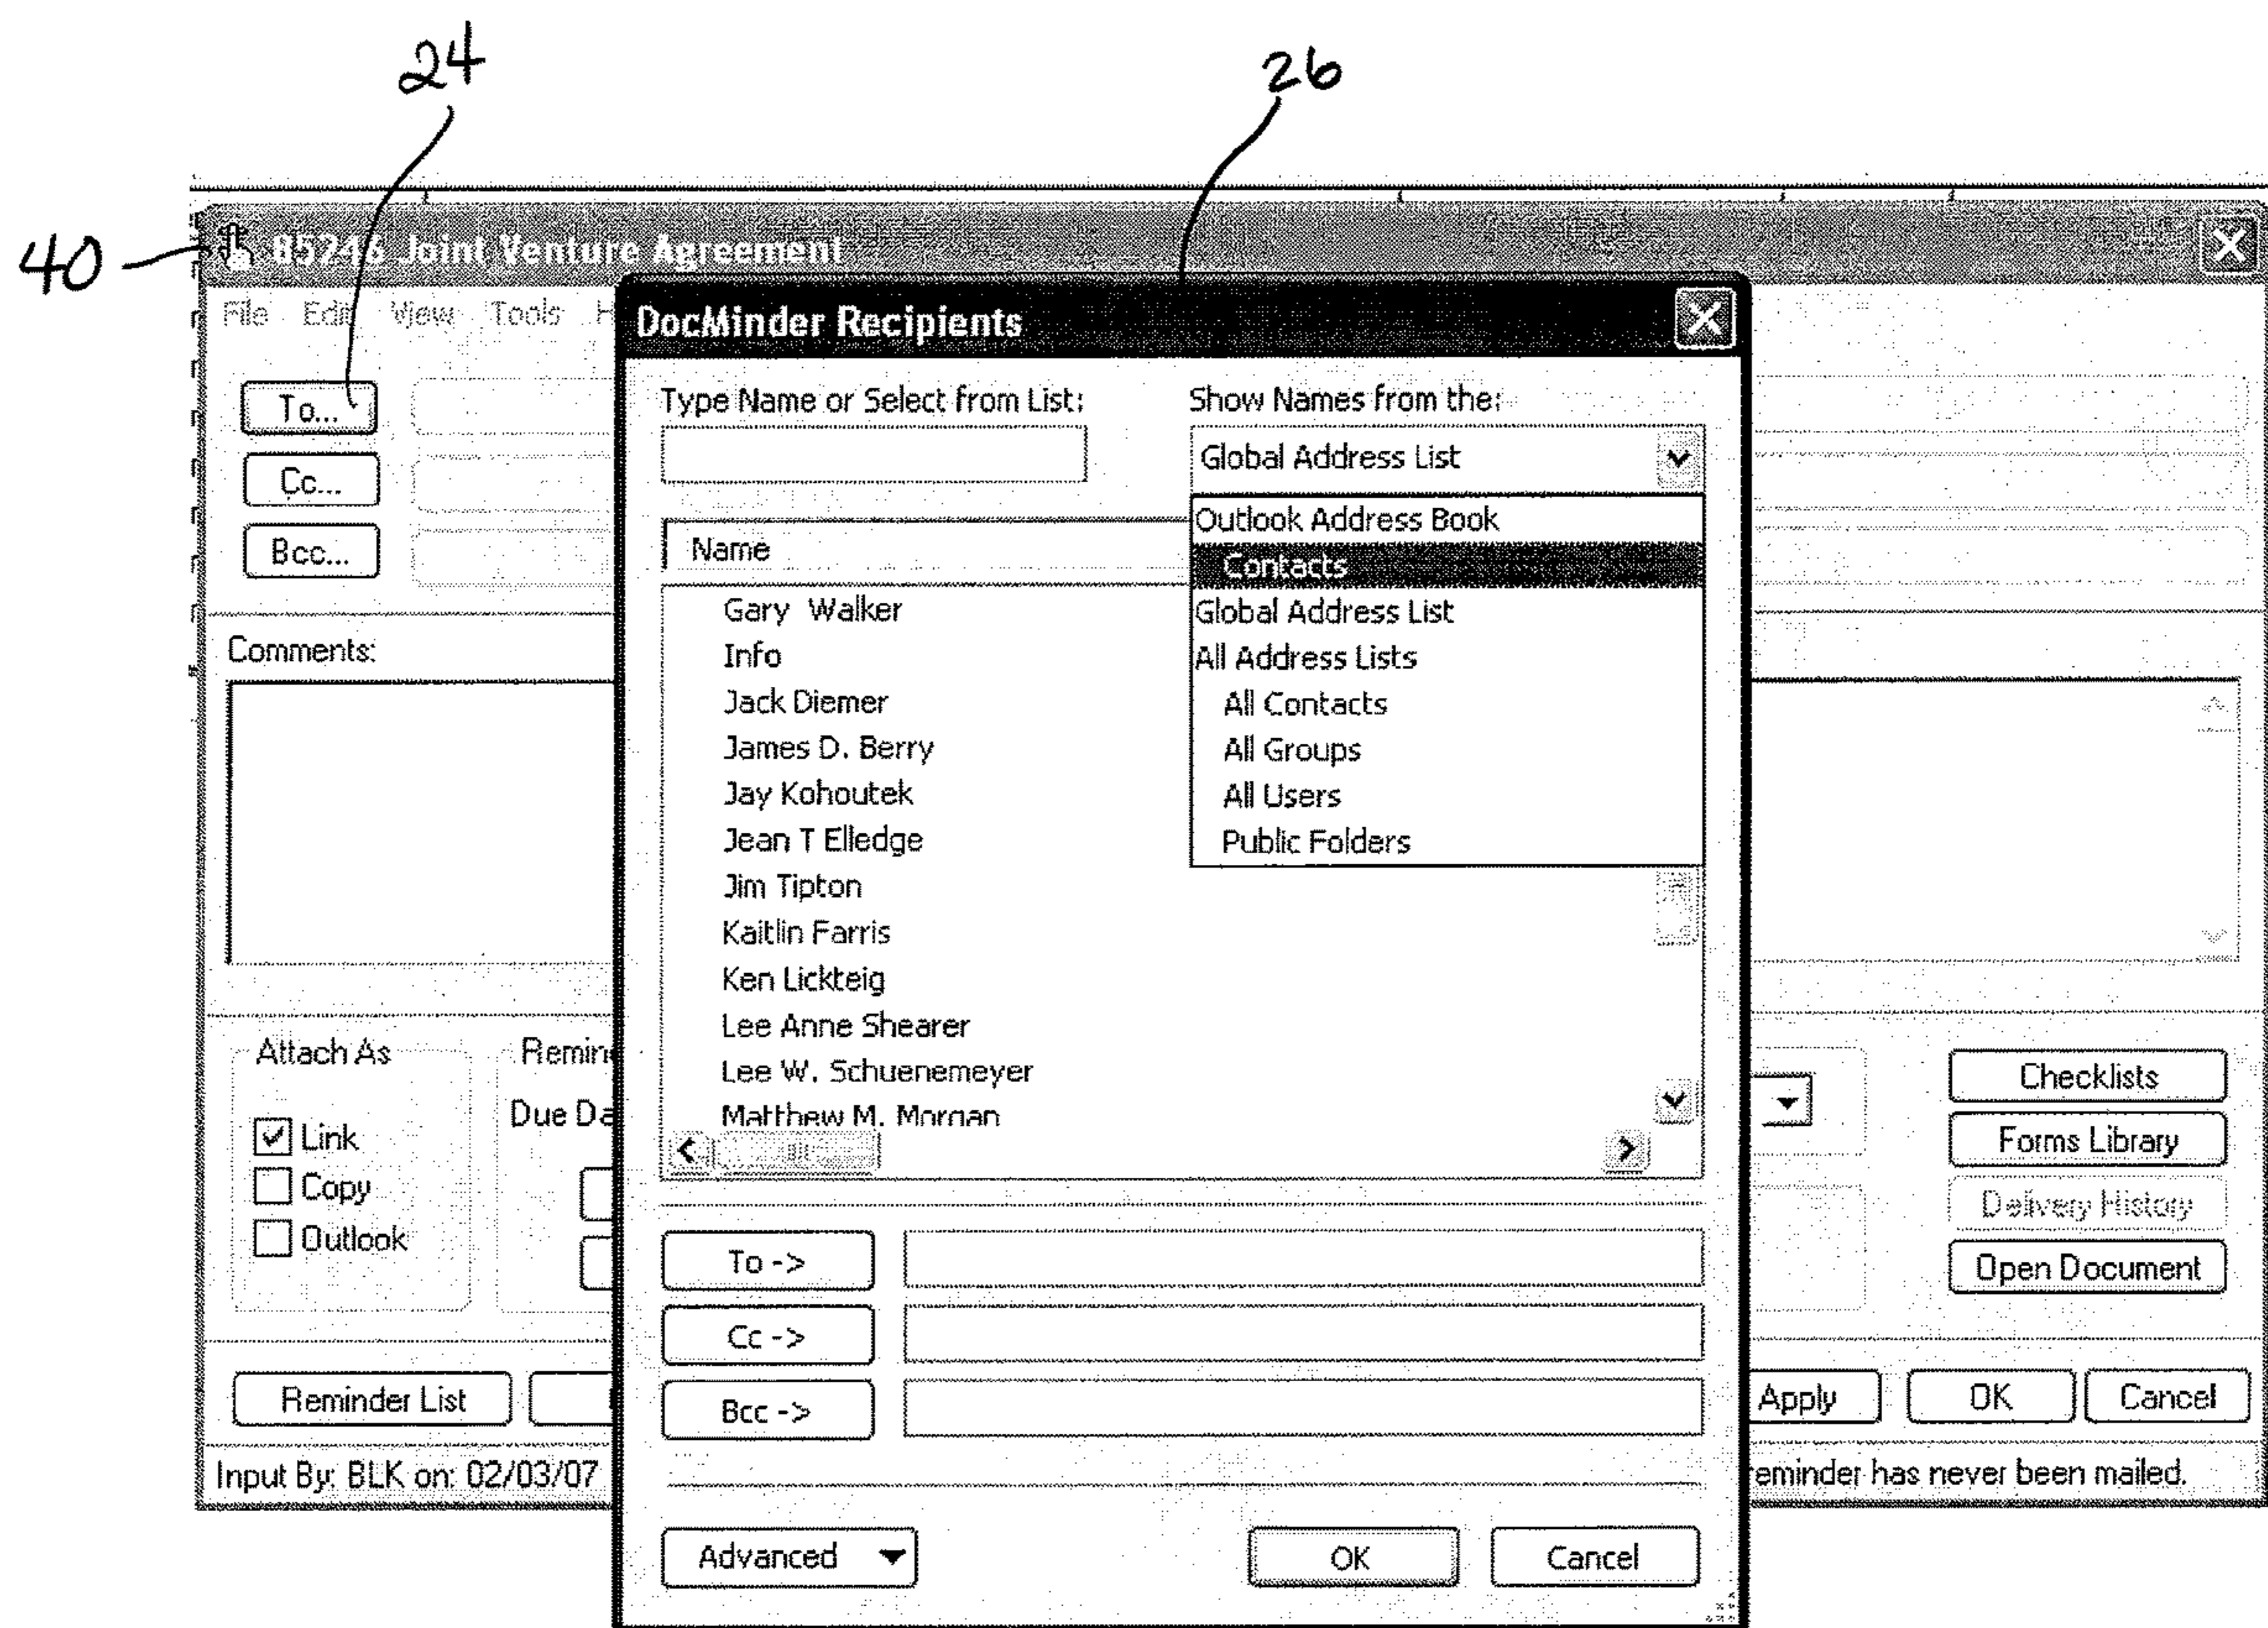 24
26
40
85246 Joint Venture Agreement
File Edit View Tools H
DocMinder Recipients
To...
Cc...
Bcc...
Type Name or Select from List:
Show Names from the:
Global Address List
Outlook Address Book
Contacts
Global Address List
All Address Lists
All Contacts
All Groups
All Users
Public Folders
Name
Gary Walker
Info
Jack Diemer
James D. Berry
Jay Kohoutek
Jean T Elledge
Jim Tipton
Kaitlin Farris
Ken Lickteig
Lee Anne Shearer
Lee W. Schuenemeyer
Matthew M. Morgan
Comments:
Attach As
Link
Copy
Outlook
Remin
Due Da
Checklists
Forms Library
Delivery History
Open Document
To ->
Cc ->
Bcc ->
Reminder List
Apply
OK
Cancel
Input By: BLK on: 02/03/07
eminder has never been mailed.
Advanced
OK
Cancel